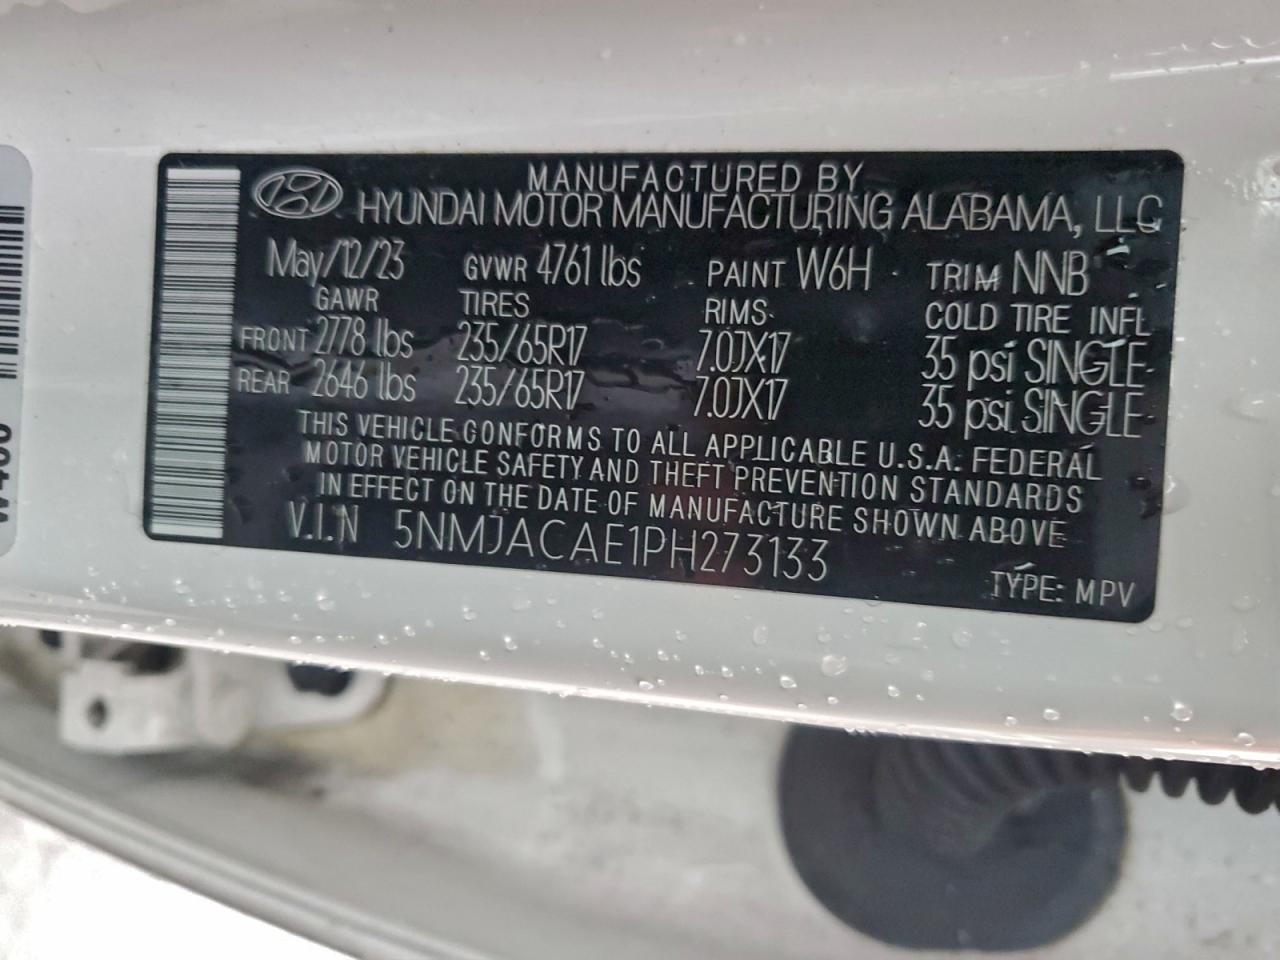 MANUFACTURED BY
HYUNDAI MOTOR MANUFACTURING ALABAMA, LLC
May/12/23 GVWR 4761 lbs PAINT W6H TRIM NNB
GAWR TIRES RIMS COLD TIRE INFL
FRONT 2778 lbs 235/65R17 7.0JX17 35 psi SINGLE
REAR 2646 lbs 235/65R17 7.0JX17 35 psi SINGLE
THIS VEHICLE CONFORMS TO ALL APPLICABLE U.S.A. FEDERAL
MOTOR VEHICLE SAFETY AND THEFT PREVENTION STANDARDS
IN EFFECT ON THE DATE OF MANUFACTURE SHOWN ABOVE
V.I.N 5NMJACAE1PH273133
TYPE: MPV